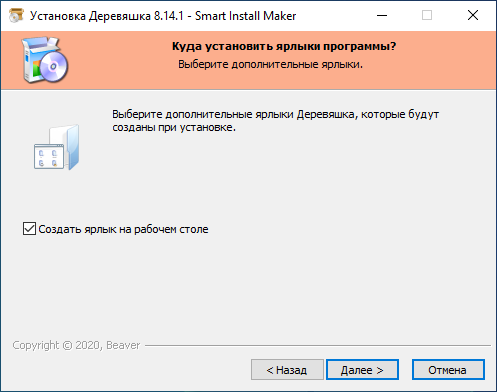 Установка Деревяшка 8.14.1 - Smart Install Maker
Куда установить ярлыки программы?
Выберите дополнительные ярлыки.
Выберите дополнительные ярлыки Деревяшка, которые будут
созданы при установке.
Создать ярлык на рабочем столе
Copyright © 2020, Beaver
< Назад
Далее >
Отмена